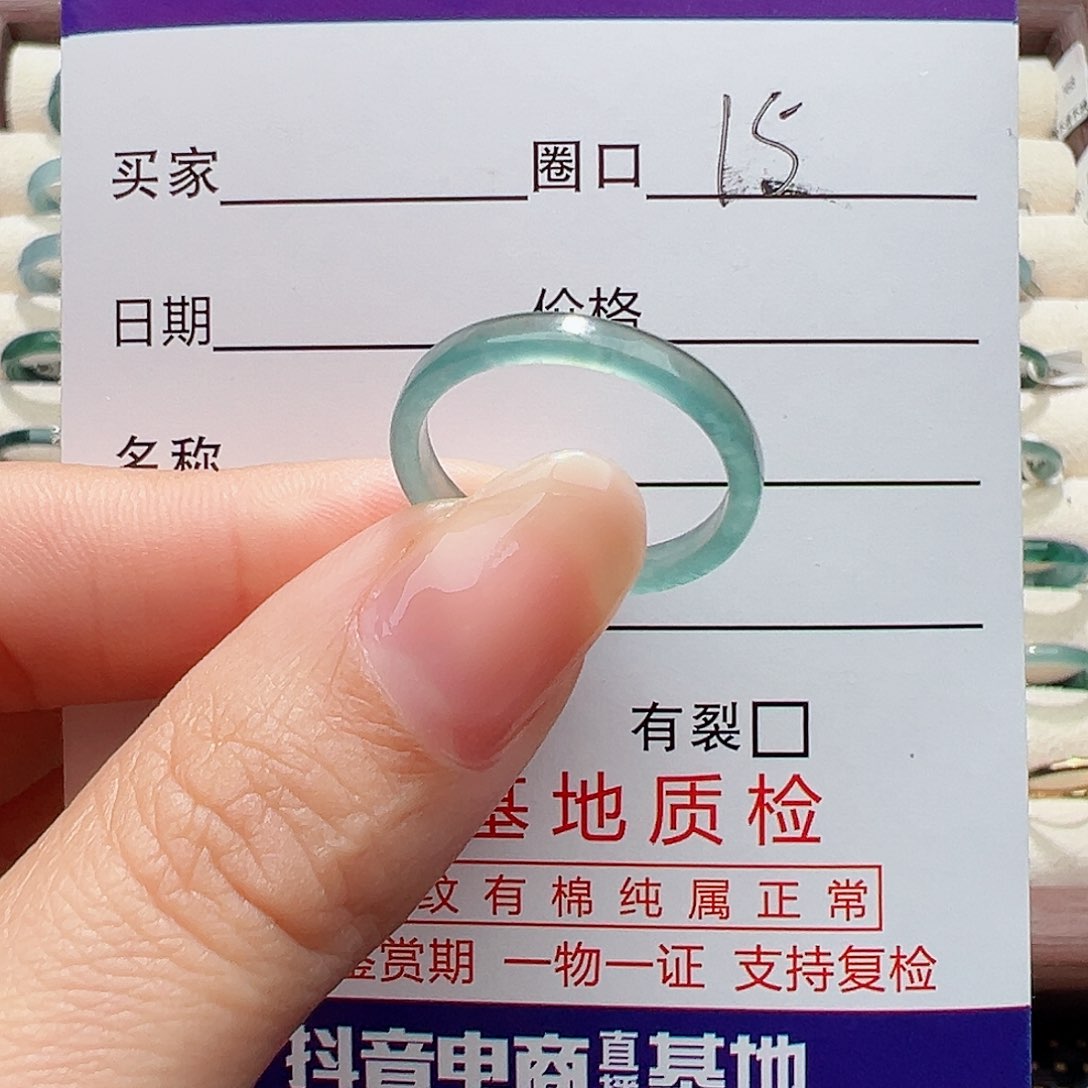 买家 圈口 15
日期 价格
名称
有裂□
基地质检
纹有棉纯属正常
鉴赏期 一物一证 支持复检
抖音电商直播基地